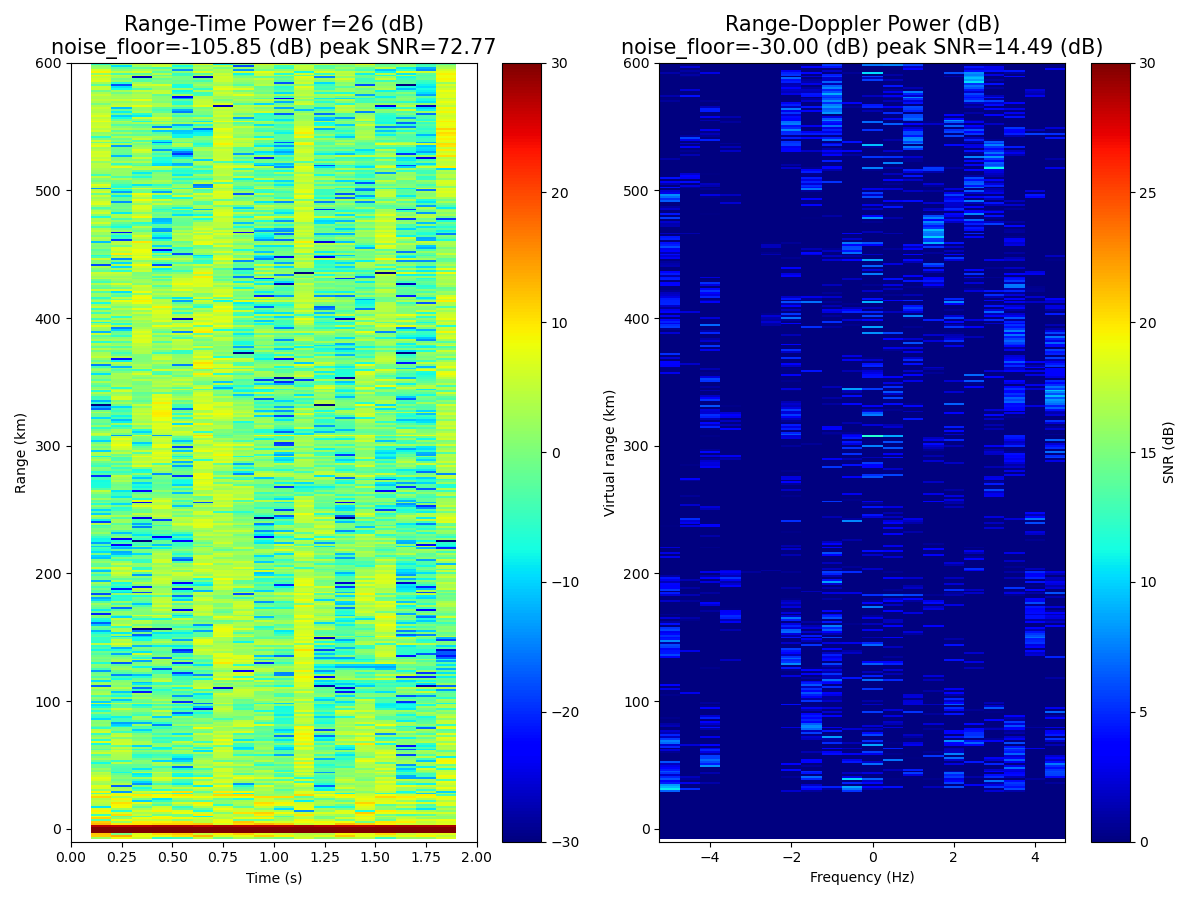 Range-Time Power f=26 (dB)
noise_floor=-105.85 (dB) peak SNR=72.77
Range-Doppler Power (dB)
noise_floor=-30.00 (dB) peak SNR=14.49 (dB)
Range (km)
600
500
400
300
200
100
0
0.00 0.25 0.50 0.75 1.00 1.25 1.50 1.75 2.00
Time (s)
30
20
10
0
−10
−20
−30
Virtual range (km)
600
500
400
300
200
100
0
−4 −2 0 2 4
Frequency (Hz)
30
25
20
15
10
5
0
SNR (dB)